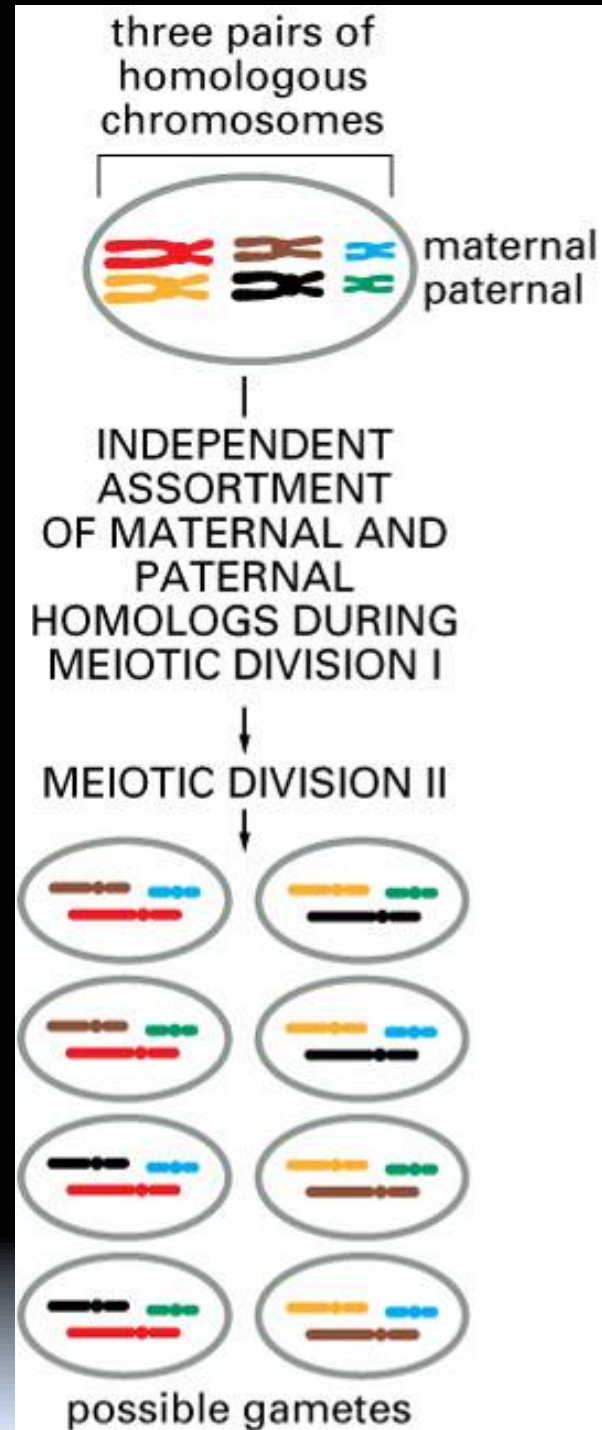 three pairs of
homologous
chromosomes
maternal
paternal
INDEPENDENT
ASSORTMENT
OF MATERNAL AND
PATERNAL
HOMOLOGS DURING
MEIOTIC DIVISION I
MEIOTIC DIVISION II
possible gametes